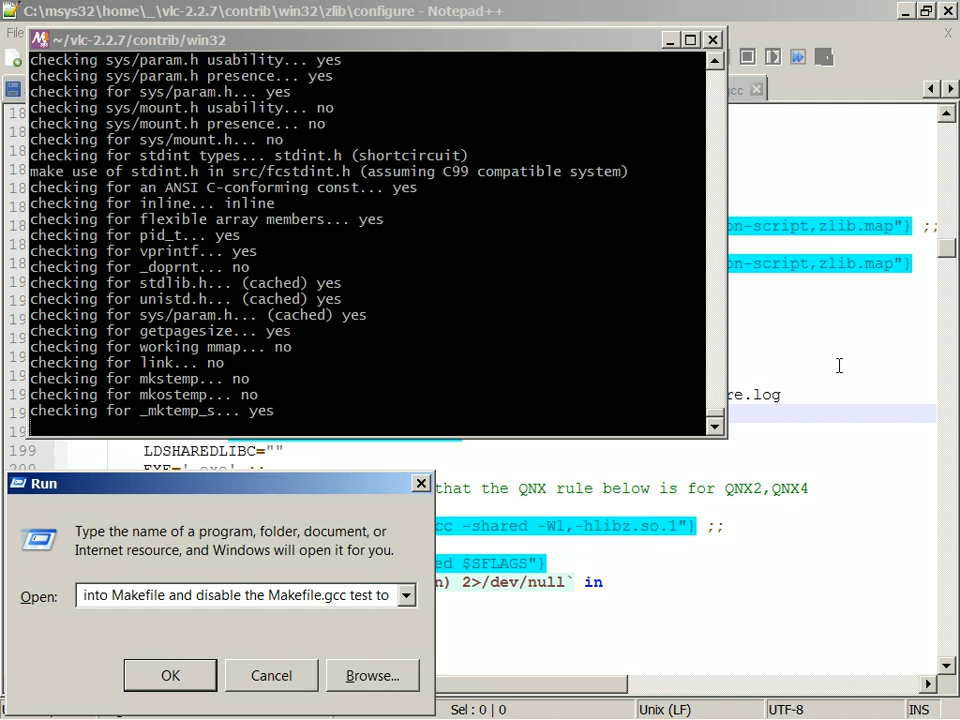 C:\msys32\home\_\vlc-2.2.7\contrib\win32\zlib\configure - Notepad++
File
X
~/vlc-2.2.7/contrib/win32
checking sys/param.h usability... yes
checking sys/param.h presence... yes
checking for sys/param.h... yes
checking sys/mount.h usability... no
checking sys/mount.h presence... no
checking for sys/mount.h... no
checking for stdint types... stdint.h (shortcircuit)
make use of stdint.h in src/fcstdint.h (assuming C99 compatible system)
checking for an ANSI C-conforming const... yes
checking for inline... inline
checking for flexible array members... yes
checking for pid_t... yes
checking for vprintf... yes
checking for _doprnt... no
checking for stdlib.h... (cached) yes
checking for unistd.h... (cached) yes
checking for sys/param.h... (cached) yes
checking for getpagesize... yes
checking for working mmap... no
checking for link... no
checking for mkstemp... no
checking for mkostemp... no
checking for _mktemp_s... yes
cc
on-script,zlib.map"} ;;
on-script,zlib.map"}
re.log
199 LDSHAREDLIBC=""
that the QNX rule below is for QNX2,QNX4
cc -shared -Wl,-hlibz.so.1"} ;;
ed $SFLAGS"}
n) 2>/dev/null` in
Run
Type the name of a program, folder, document, or
Internet resource, and Windows will open it for you.
Open: into Makefile and disable the Makefile.gcc test to
OK Cancel Browse...
Sel : 0 | 0 Unix (LF) UTF-8 INS